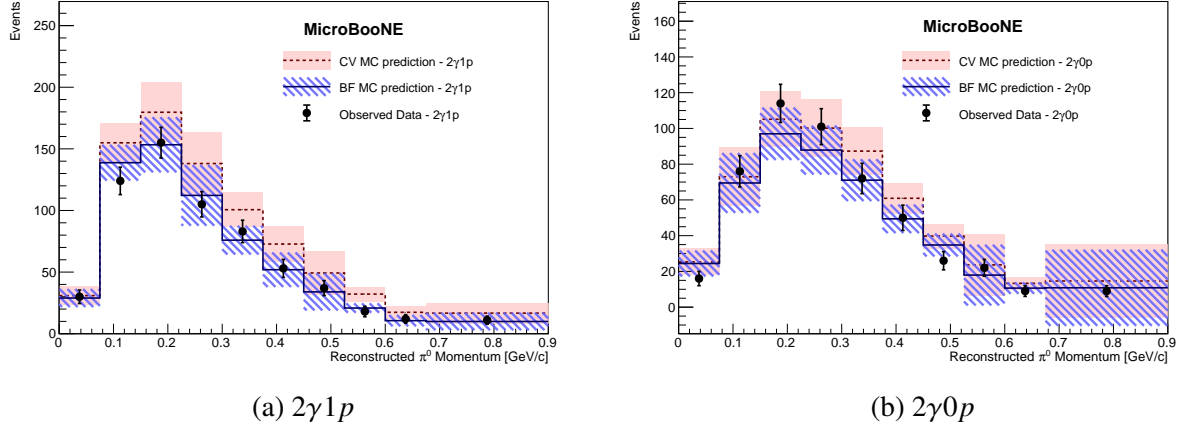 Events
250
200
150
100
50
0
MicroBooNE
CV MC prediction - 2γ1p
BF MC prediction - 2γ1p
Observed Data - 2γ1p
0 0.1 0.2 0.3 0.4 0.5 0.6 0.7 0.8 0.9
Reconstructed π⁰ Momentum [GeV/c]
(a) 2γ1p
Events
160
140
120
100
80
60
40
20
0
MicroBooNE
CV MC prediction - 2γ0p
BF MC prediction - 2γ0p
Observed Data - 2γ0p
0 0.1 0.2 0.3 0.4 0.5 0.6 0.7 0.8 0.9
Reconstructed π⁰ Momentum [GeV/c]
(b) 2γ0p